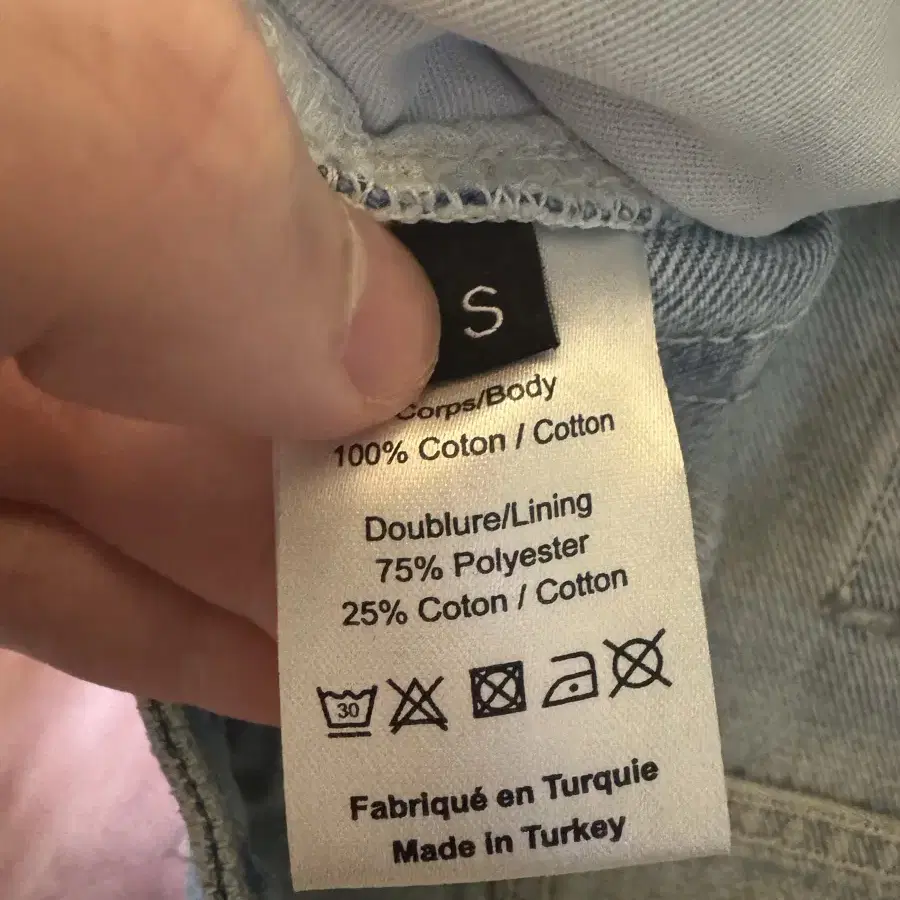 S
Corps/Body
100% Coton / Cotton
Doublure/Lining
75% Polyester
25% Coton / Cotton
30
Fabriqué en Turquie
Made in Turkey